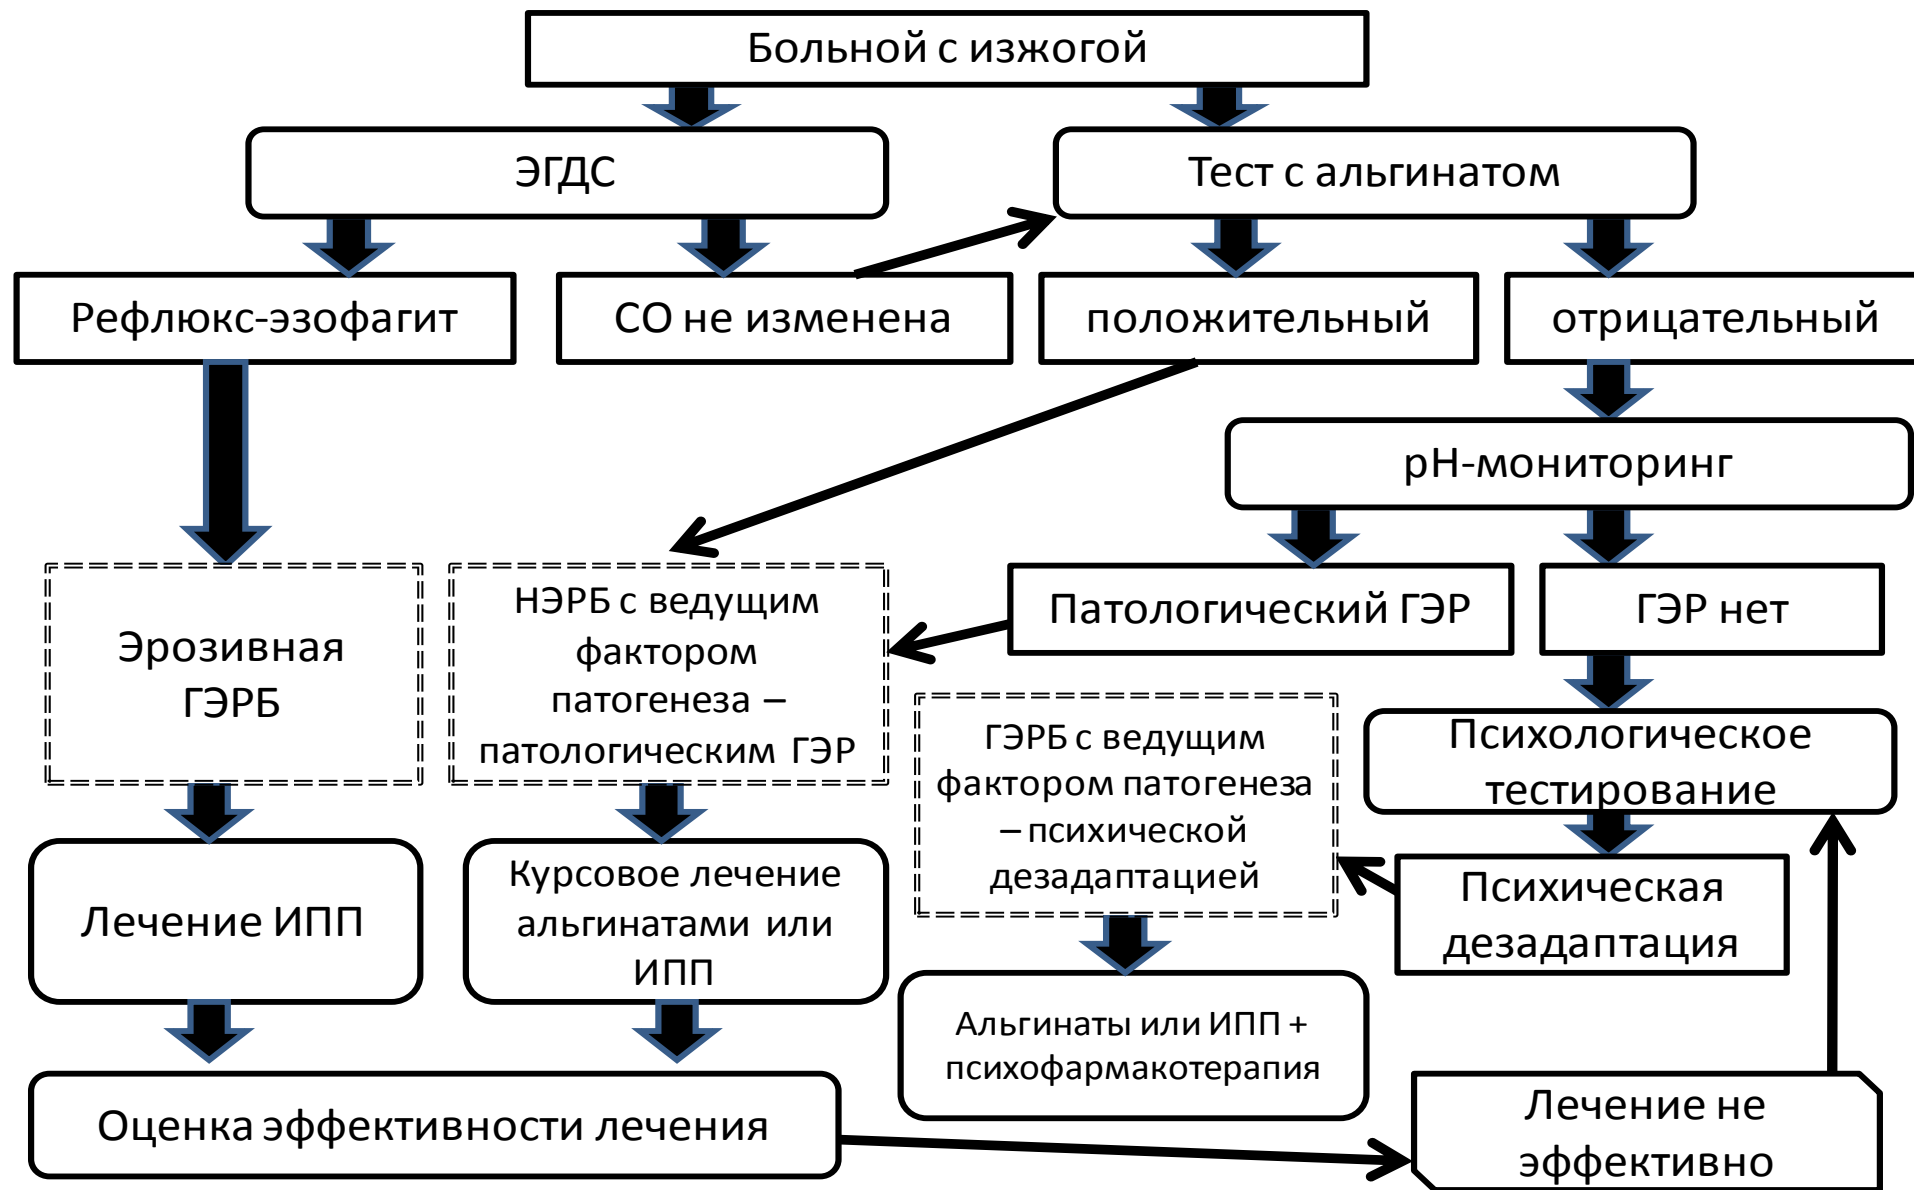 Больной с изжогой
ЭГДС
Тест с альгинатом
Рефлюкс-эзофагит
СО не изменена
положительный
отрицательный
рН-мониторинг
Патологический ГЭР
ГЭР нет
Эрозивная
ГЭРБ
НЭРБ с ведущим
фактором
патогенеза –
патологическим ГЭР
ГЭРБ с ведущим
фактором патогенеза
– психической
дезадаптацией
Психологическое
тестирование
Психическая
дезадаптация
Лечение ИПП
Курсовое лечение
альгинатами или
ИПП
Альгинаты или ИПП +
психофармакотерапия
Оценка эффективности лечения
Лечение не
эффективно